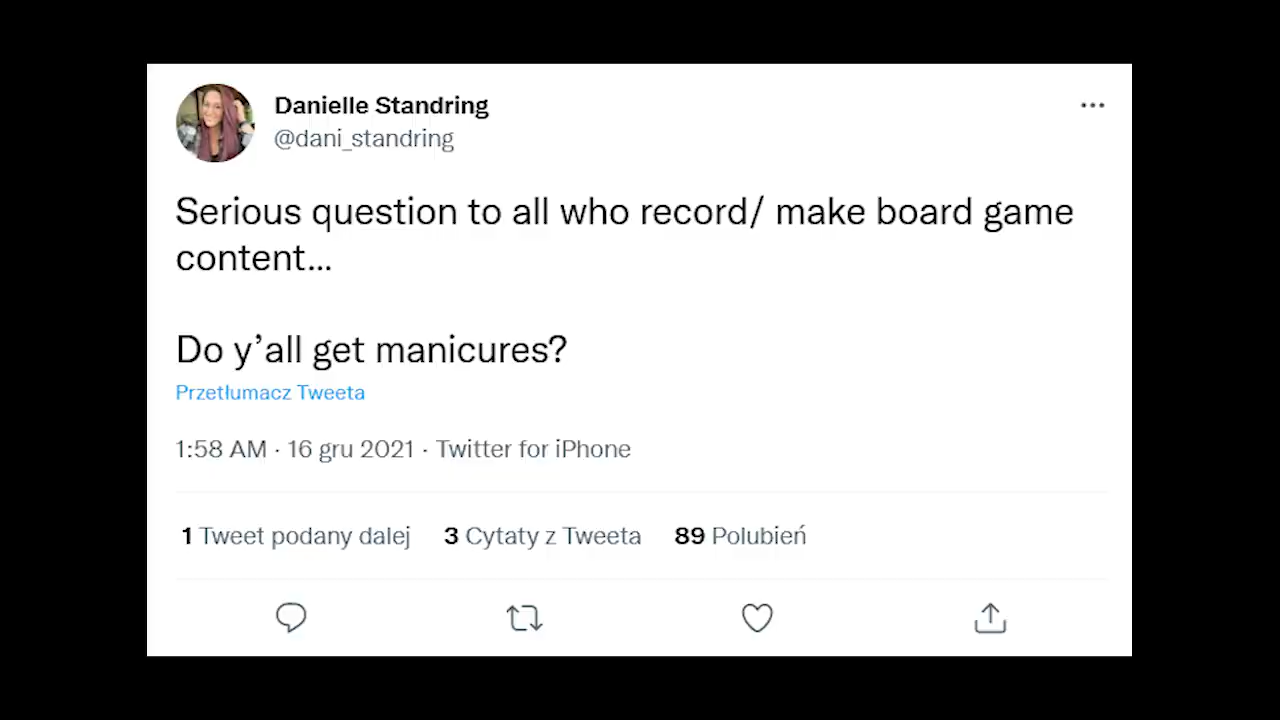 Danielle Standring
@dani_standring
Serious question to all who record/ make board game
content...
Do y’all get manicures?
Przetłumacz Tweeta
1:58 AM · 16 gru 2021 · Twitter for iPhone
1 Tweet podany dalej 3 Cytaty z Tweeta 89 Polubień